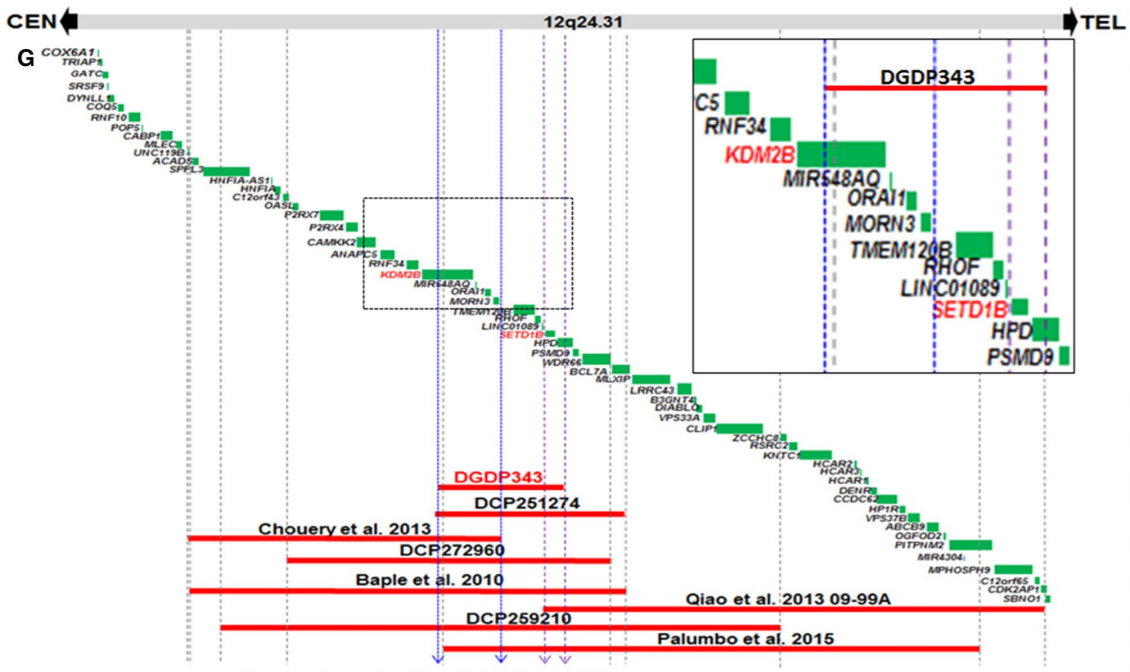 CEN 12q24.31 TEL
G
COX6A1
TRIAP1
GATC
SRSF9
DYNLL1
COQ5
RNF10
POP5
CABP1
MLEC
UNC119B
ACADS
SPPL3
HNFIA-AS1
HNFIA
C12orf43
OASL
P2RX7
P2RX4
CAMKK2
ANAPC5
RNF34
KDM2B
MIR548AQ
ORAI1
MORN3
TMEM120B
RHOF
LINC01089
SETD1B
HPD
PSMD9
WDR66
BCL7A
MLXIP
LRRC43
B3GNT4
DIABLO
VPS33A
CLIP1
ZCCHC8
RSRC2
KNTC1
HCAR2
HCAR3
HCAR1
DENR
CCDC62
HP1R
VPS37B
ABCB9
OGFOD2
PITPNM2
MIR4304
MPHOSPH9
C12orf65
CDK2AP1
SBNO1
DGDP343
C5
RNF34
KDM2B
MIR548AQ
ORAI1
MORN3
TMEM120B
RHOF
LINC01089
SETD1B
HPD
PSMD9
DGDP343
DCP251274
Chouery et al. 2013
DCP272960
Baple et al. 2010
Qiao et al. 2013 09-99A
DCP259210
Palumbo et al. 2015